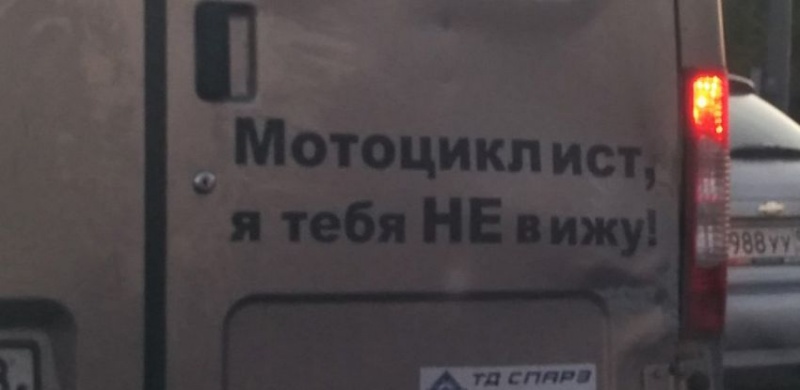 Мотоциклист,
я тебя НЕ вижу!
988УУ
ТД СПАРЗ